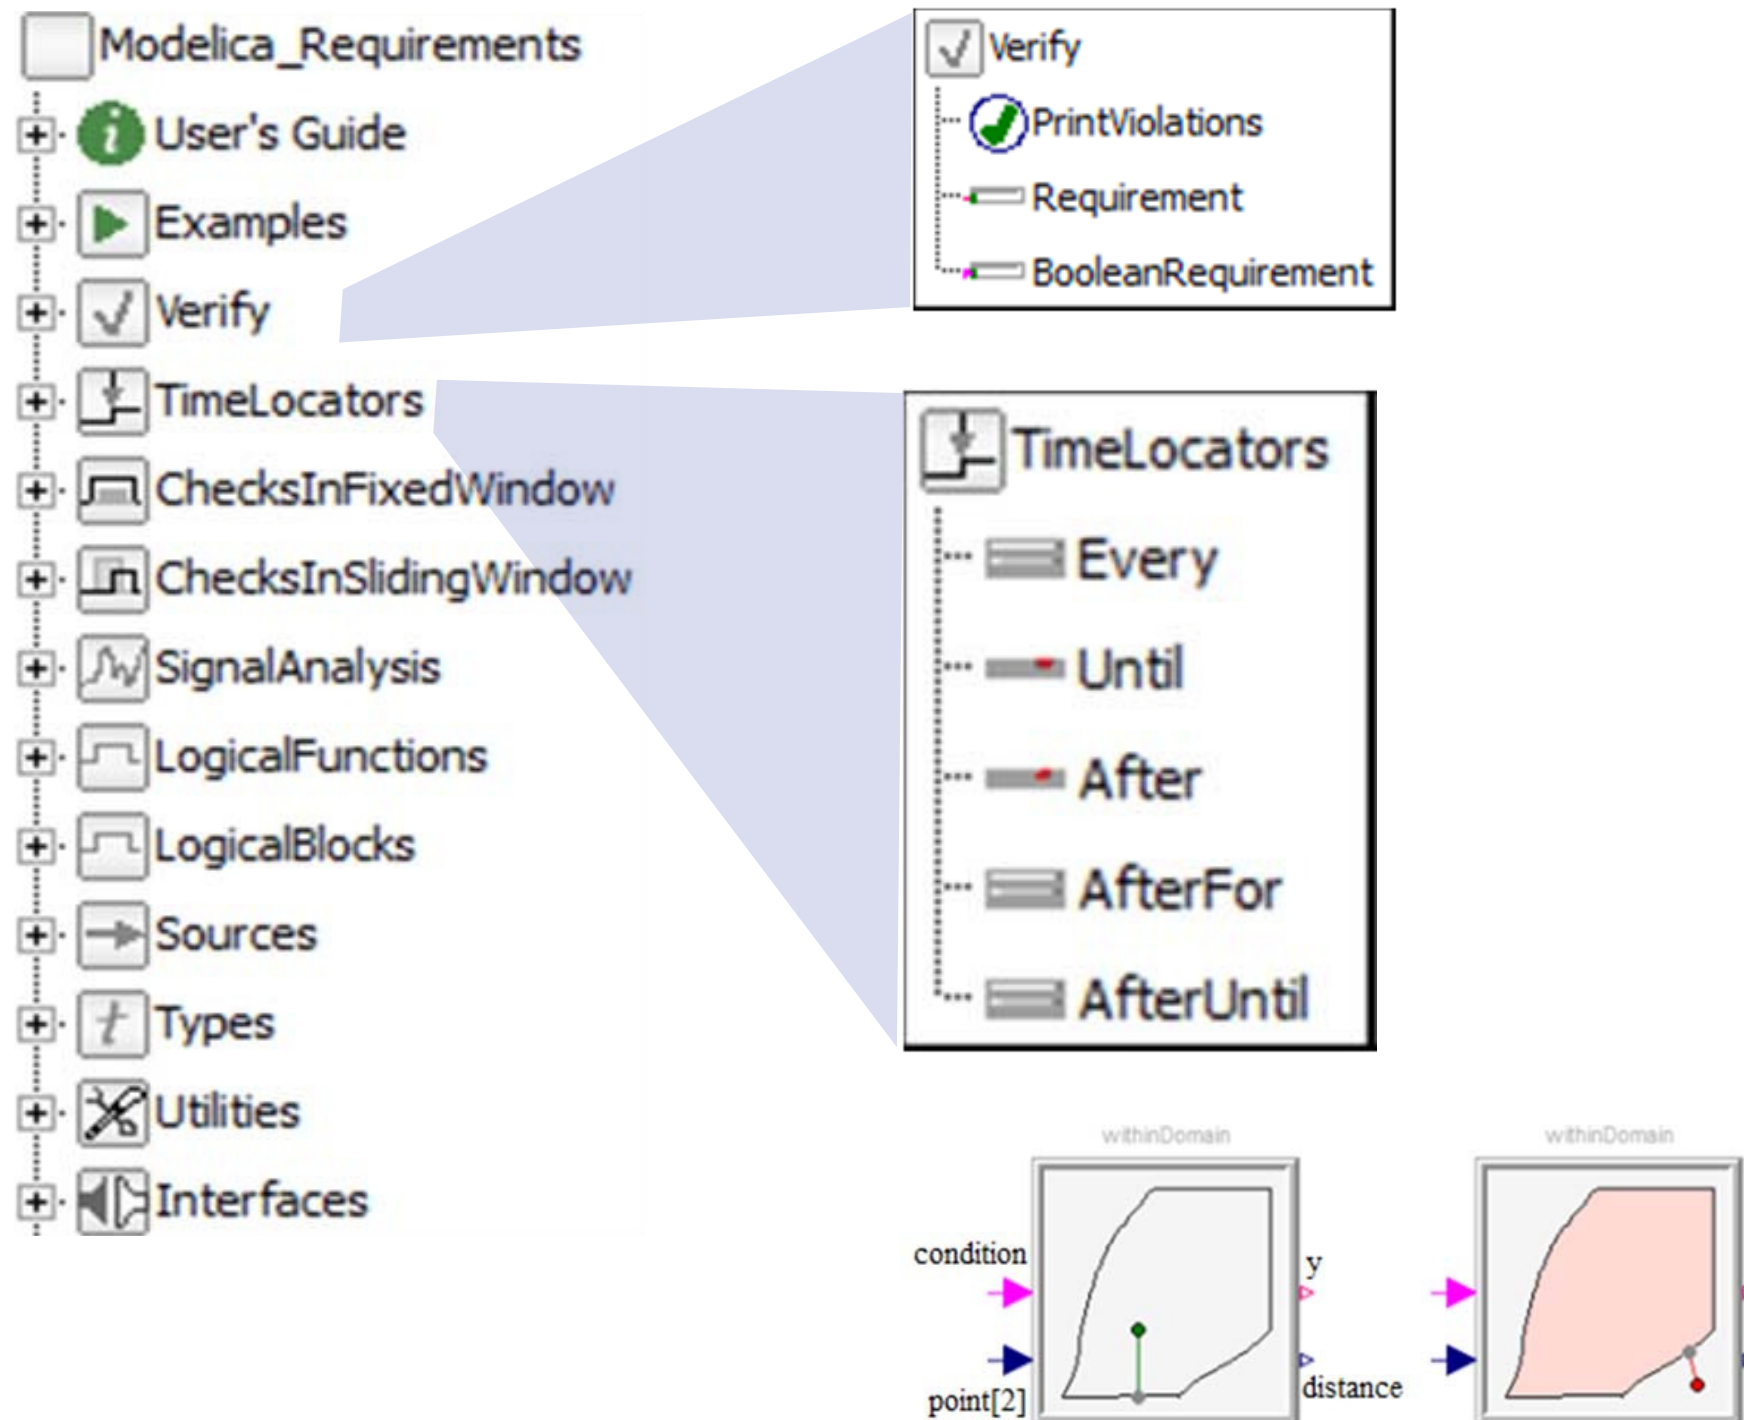 Modelica_Requirements
User's Guide
Examples
Verify
TimeLocators
ChecksInFixedWindow
ChecksInSlidingWindow
SignalAnalysis
LogicalFunctions
LogicalBlocks
Sources
Types
Utilities
Interfaces
Verify
PrintViolations
Requirement
BooleanRequirement
TimeLocators
Every
Until
After
AfterFor
AfterUntil
withinDomain
condition
y
point[2]
distance
withinDomain